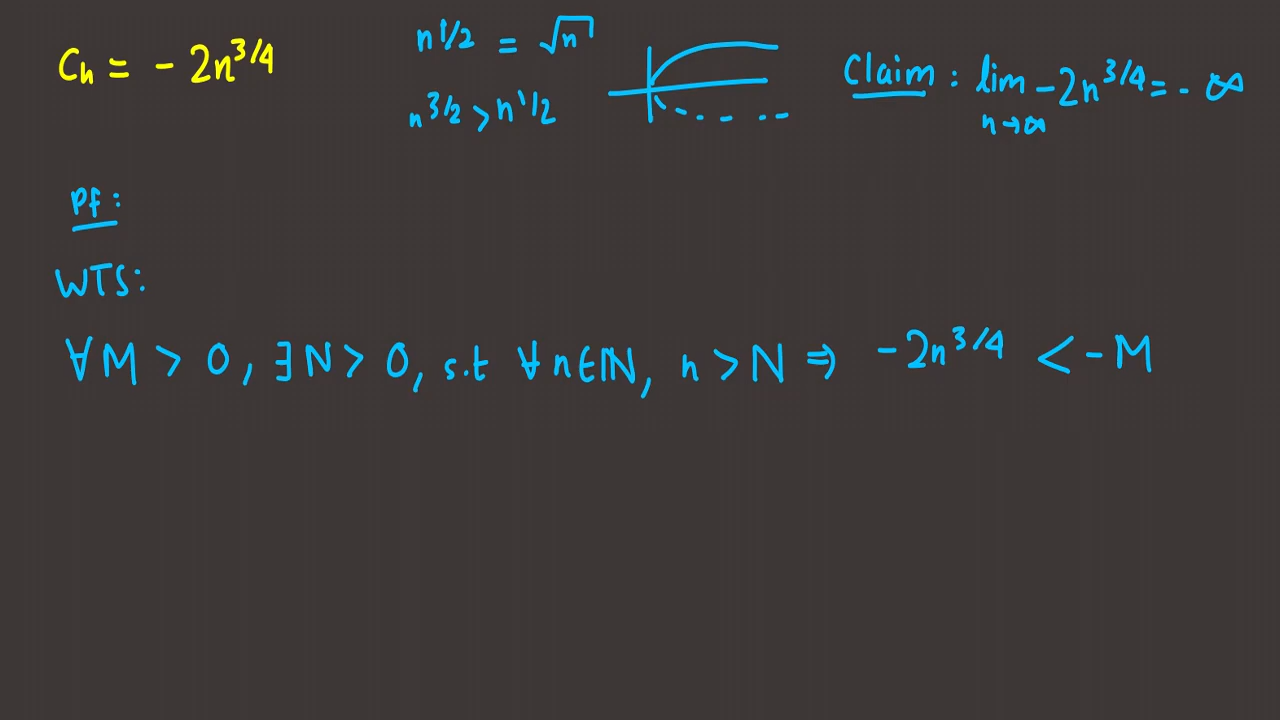 Cn = - 2n^3/4
n^1/2 = √n
n^3/2 > n^1/2
Claim : lim -2n^3/4 = - ∞
n→∞
Pf :
WTS:
∀M > 0, ∃N > 0, s.t ∀n∈ℕ, n > N ⇒ -2n^3/4 < -M